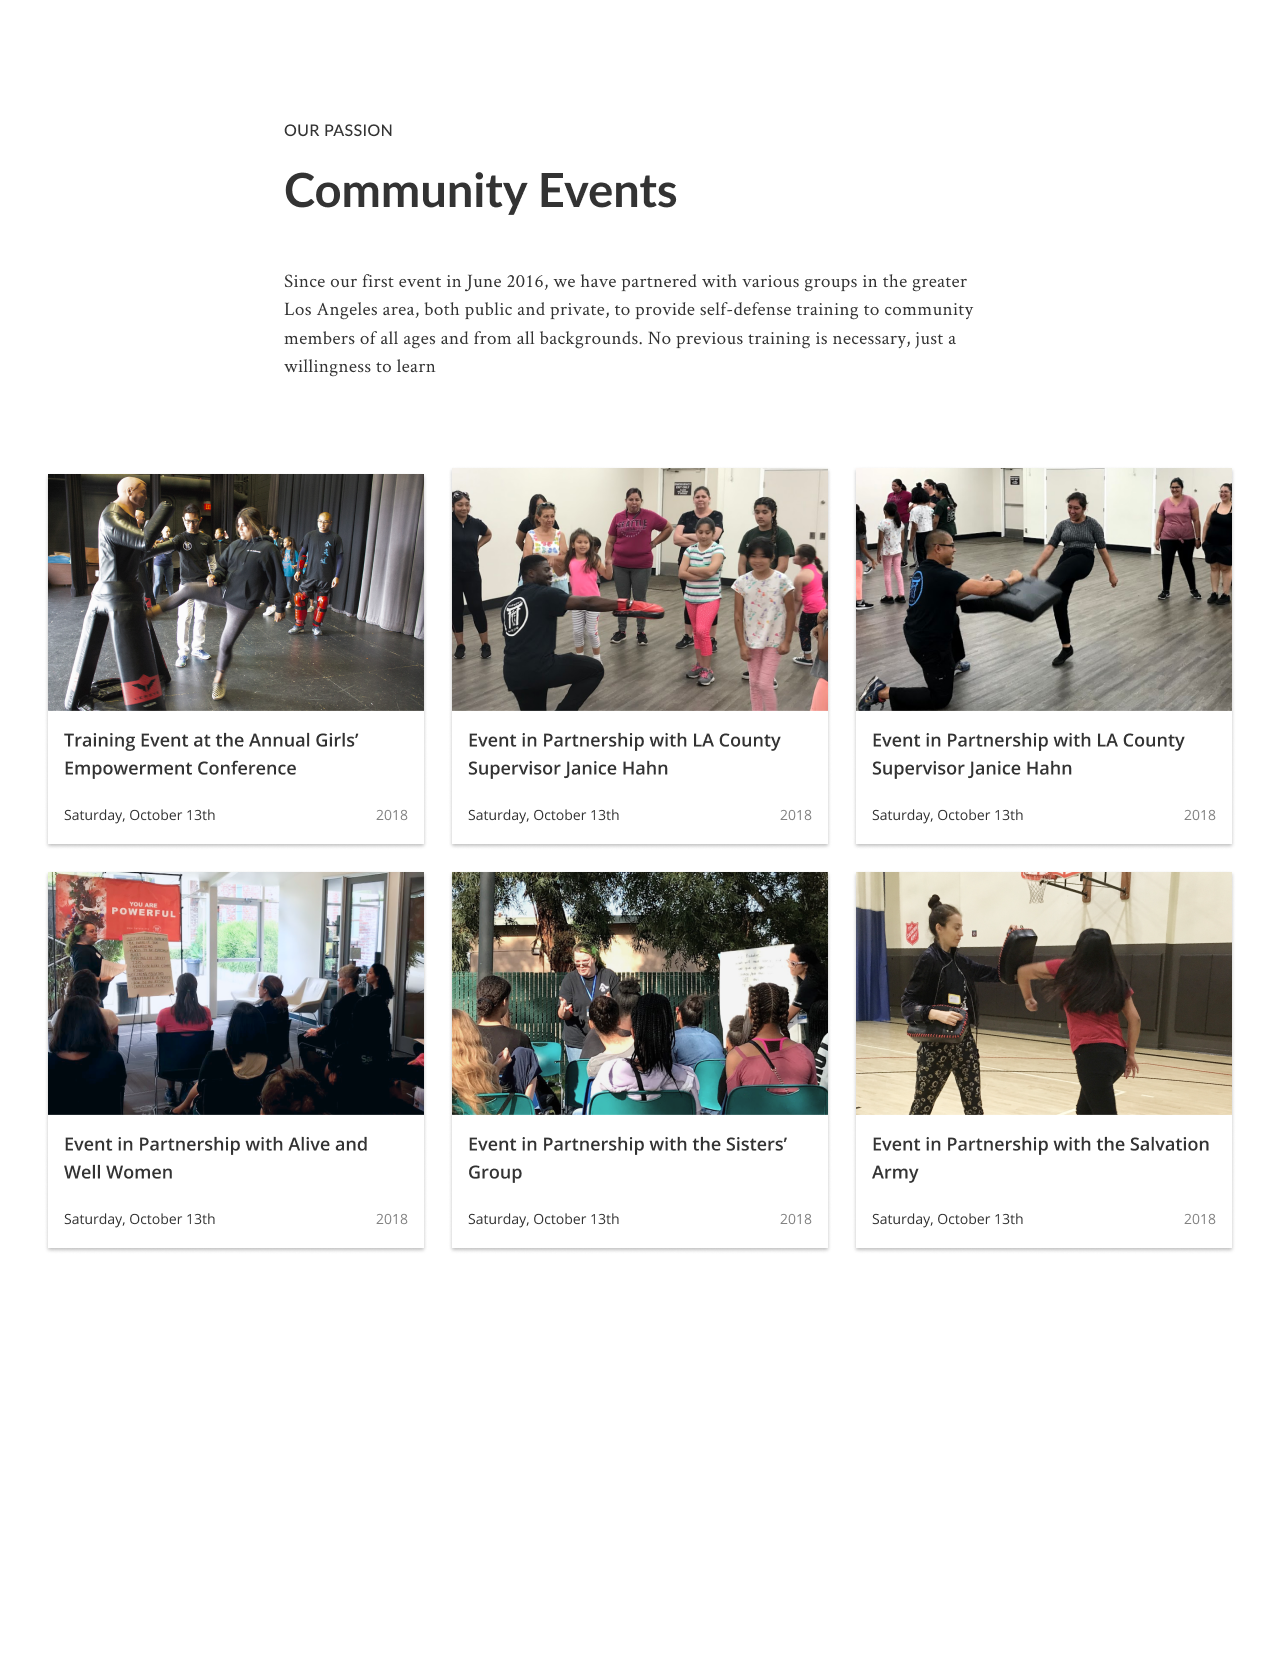 OUR PASSION
Community Events
Since our first event in June 2016, we have partnered with various groups in the greater
Los Angeles area, both public and private, to provide self-defense training to community
members of all ages and from all backgrounds. No previous training is necessary, just a
willingness to learn
Training Event at the Annual Girls’
Empowerment Conference
Saturday, October 13th 2018
Event in Partnership with LA County
Supervisor Janice Hahn
Saturday, October 13th 2018
Event in Partnership with LA County
Supervisor Janice Hahn
Saturday, October 13th 2018
YOU ARE
POWERFUL
Event in Partnership with Alive and
Well Women
Saturday, October 13th 2018
Event in Partnership with the Sisters’
Group
Saturday, October 13th 2018
Event in Partnership with the Salvation
Army
Saturday, October 13th 2018